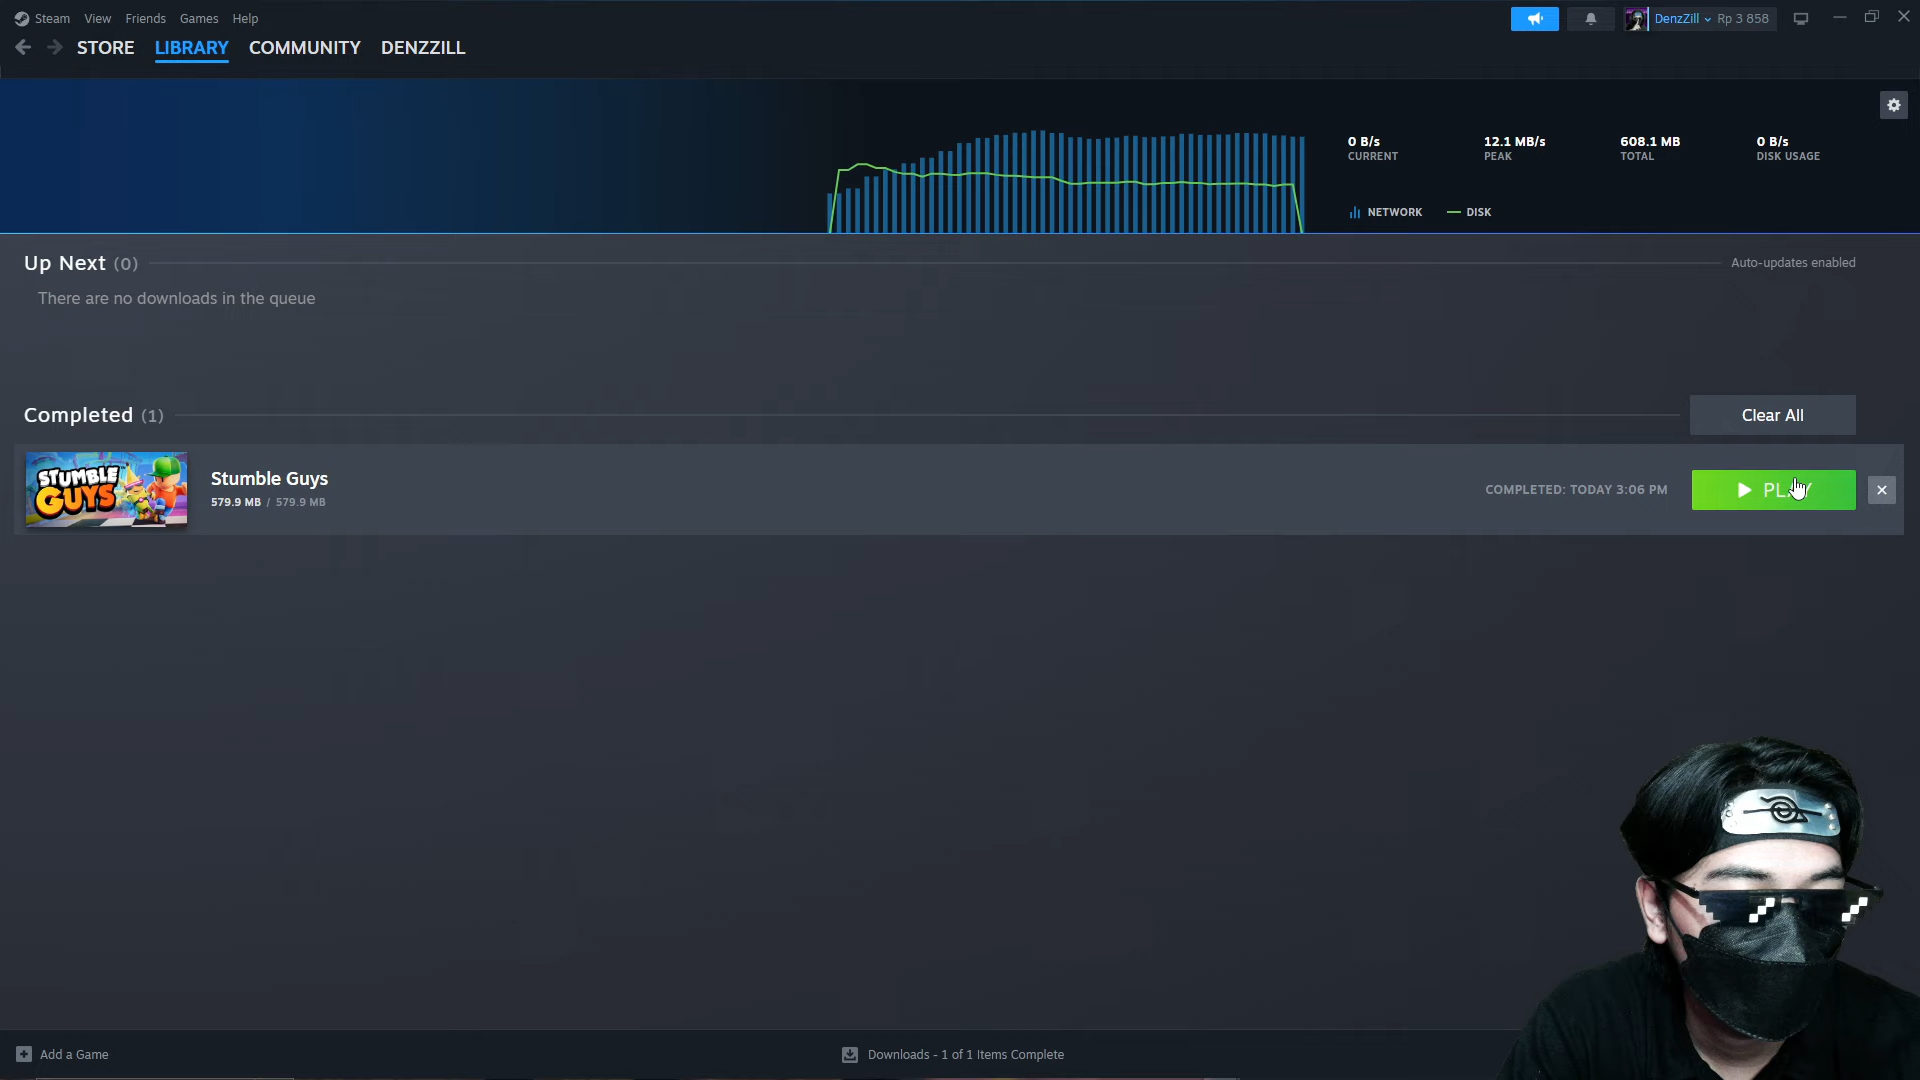 Steam View Friends Games Help
DenzZill Rp 3 858
STORE LIBRARY COMMUNITY DENZZILL
0 B/s 12.1 MB/s 608.1 MB 0 B/s
CURRENT PEAK TOTAL DISK USAGE
NETWORK DISK
Up Next (0) Auto-updates enabled
There are no downloads in the queue
Completed (1) Clear All
STUMBLE
GUYS
Stumble Guys
579.9 MB / 579.9 MB
COMPLETED: TODAY 3:06 PM PLAY
Add a Game Downloads - 1 of 1 Items Complete